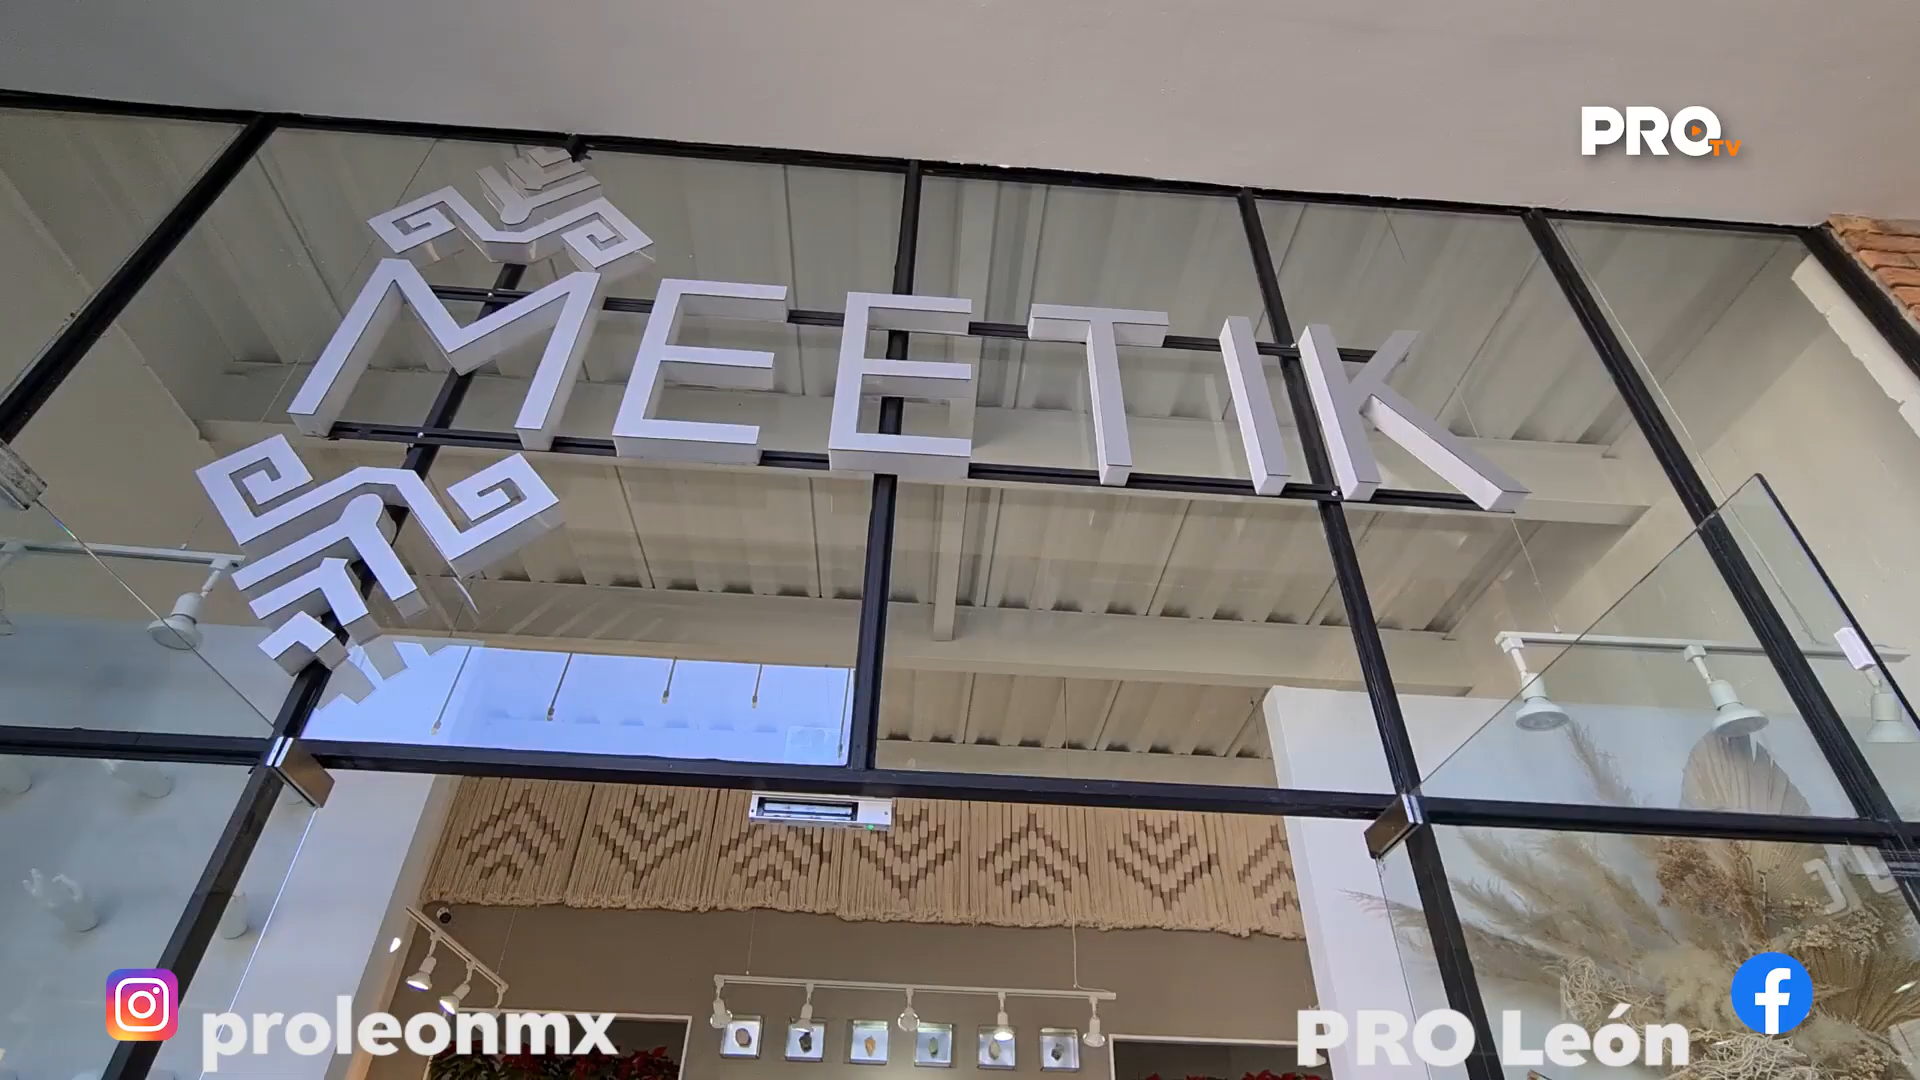 PRO
TV
MEETIK
proleonmx
PRO León